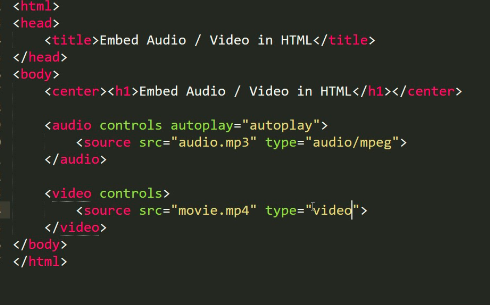 <html>
<head>
    <title>Embed Audio / Video in HTML</title>
</head>
<body>
    <center><h1>Embed Audio / Video in HTML</h1></center>
    <audio controls autoplay="autoplay">
        <source src="audio.mp3" type="audio/mpeg">
    </audio>
    <video controls>
        <source src="movie.mp4" type="video">
    </video>
</body>
</html>